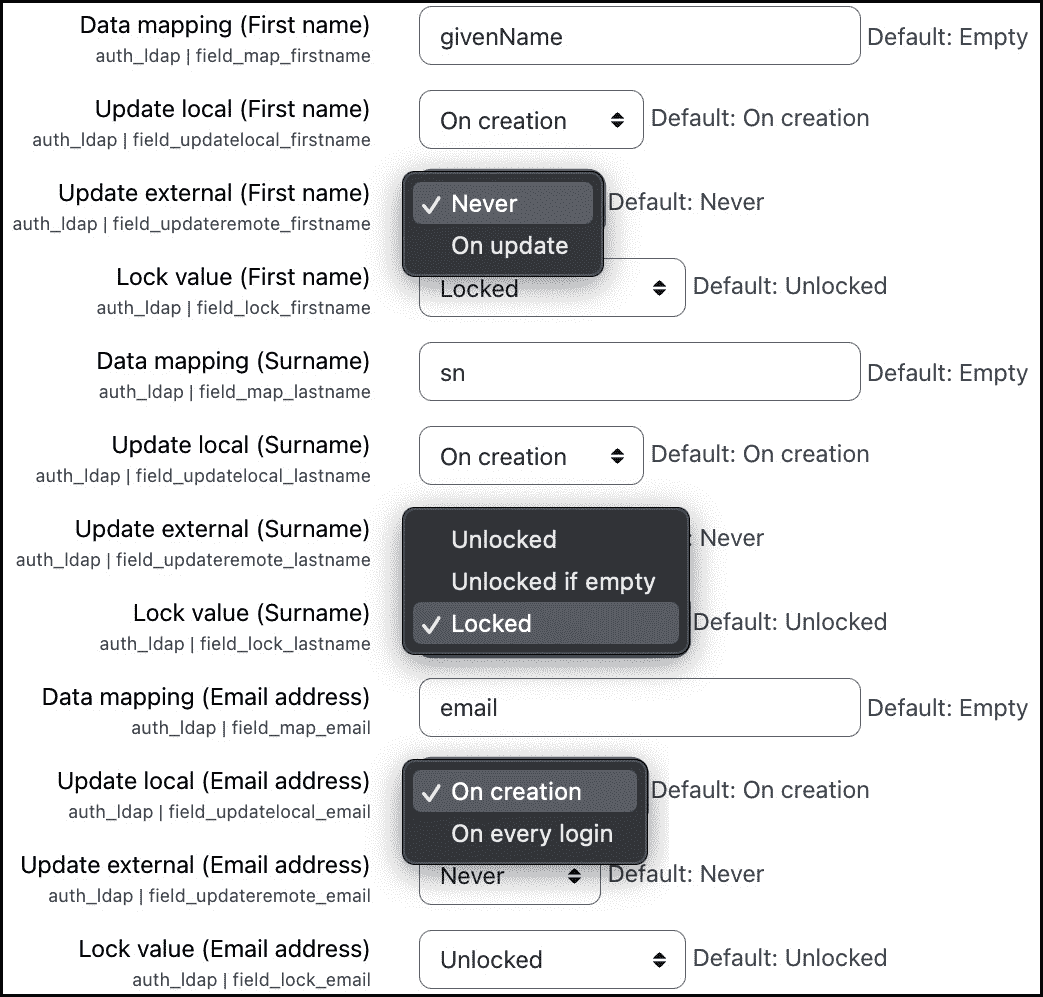 Data mapping (First name)
givenName
Default: Empty
auth_ldap | field_map_firstname
Update local (First name)
On creation
Default: On creation
auth_ldap | field_updatelocal_firstname
Update external (First name)
Never
Default: Never
auth_ldap | field_updateremote_firstname
On update
Lock value (First name)
Locked
Default: Unlocked
auth_ldap | field_lock_firstname
Data mapping (Surname)
sn
Default: Empty
auth_ldap | field_map_lastname
Update local (Surname)
On creation
Default: On creation
auth_ldap | field_updatelocal_lastname
Update external (Surname)
Unlocked
: Never
auth_ldap | field_updateremote_lastname
Unlocked if empty
Lock value (Surname)
Locked
Default: Unlocked
auth_ldap | field_lock_lastname
Data mapping (Email address)
email
Default: Empty
auth_ldap | field_map_email
Update local (Email address)
On creation
Default: On creation
auth_ldap | field_updatelocal_email
On every login
Update external (Email address)
Never
Default: Never
auth_ldap | field_updateremote_email
Lock value (Email address)
Unlocked
Default: Unlocked
auth_ldap | field_lock_email